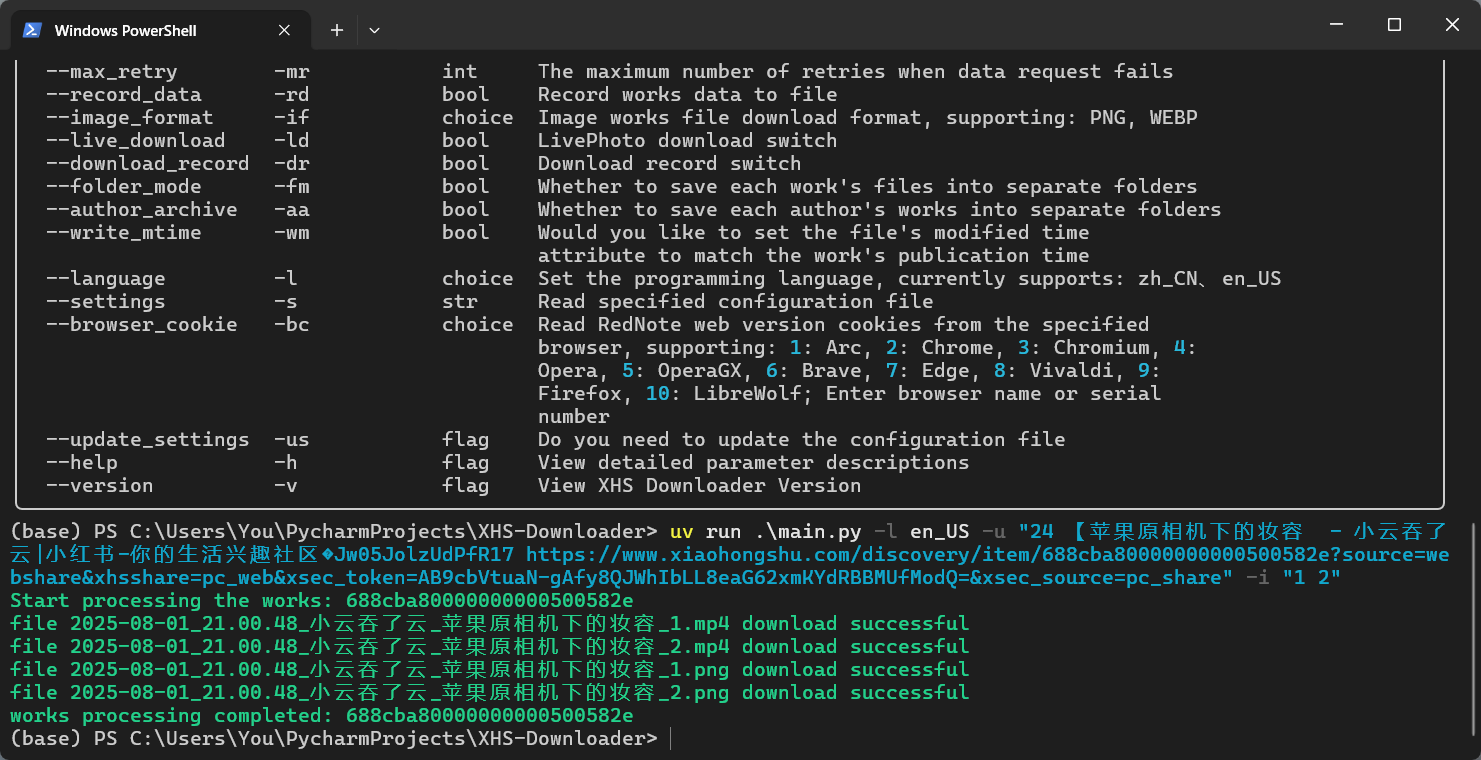 Windows PowerShell
--max_retry -mr int The maximum number of retries when data request fails
--record_data -rd bool Record works data to file
--image_format -if choice Image works file download format, supporting: PNG, WEBP
--live_download -ld bool LivePhoto download switch
--download_record -dr bool Download record switch
--folder_mode -fm bool Whether to save each work's files into separate folders
--author_archive -aa bool Whether to save each author's works into separate folders
--write_mtime -wm bool Would you like to set the file's modified time
attribute to match the work's publication time
--language -l choice Set the programming language, currently supports: zh_CN、en_US
--settings -s str Read specified configuration file
--browser_cookie -bc choice Read RedNote web version cookies from the specified
browser, supporting: 1: Arc, 2: Chrome, 3: Chromium, 4:
Opera, 5: OperaGX, 6: Brave, 7: Edge, 8: Vivaldi, 9:
Firefox, 10: LibreWolf; Enter browser name or serial
number
--update_settings -us flag Do you need to update the configuration file
--help -h flag View detailed parameter descriptions
--version -v flag View XHS Downloader Version
(base) PS C:\Users\You\PycharmProjects\XHS-Downloader> uv run .\main.py -l en_US -u "24 【苹果原相机下的妆容 - 小云吞了
云|小红书-你的生活兴趣社区�Jw05JolzUdPfR17 https://www.xiaohongshu.com/discovery/item/688cba80000000000500582e?source=we
bshare&xhsshare=pc_web&xsec_token=AB9cbVtuaN-gAfy8QJWhIbLL8eaG62xmKYdRBBMUfModQ=&xsec_source=pc_share" -i "1 2"
Start processing the works: 688cba80000000000500582e
file 2025-08-01_21.00.48_小云吞了云_苹果原相机下的妆容_1.mp4 download successful
file 2025-08-01_21.00.48_小云吞了云_苹果原相机下的妆容_2.mp4 download successful
file 2025-08-01_21.00.48_小云吞了云_苹果原相机下的妆容_1.png download successful
file 2025-08-01_21.00.48_小云吞了云_苹果原相机下的妆容_2.png download successful
works processing completed: 688cba80000000000500582e
(base) PS C:\Users\You\PycharmProjects\XHS-Downloader>